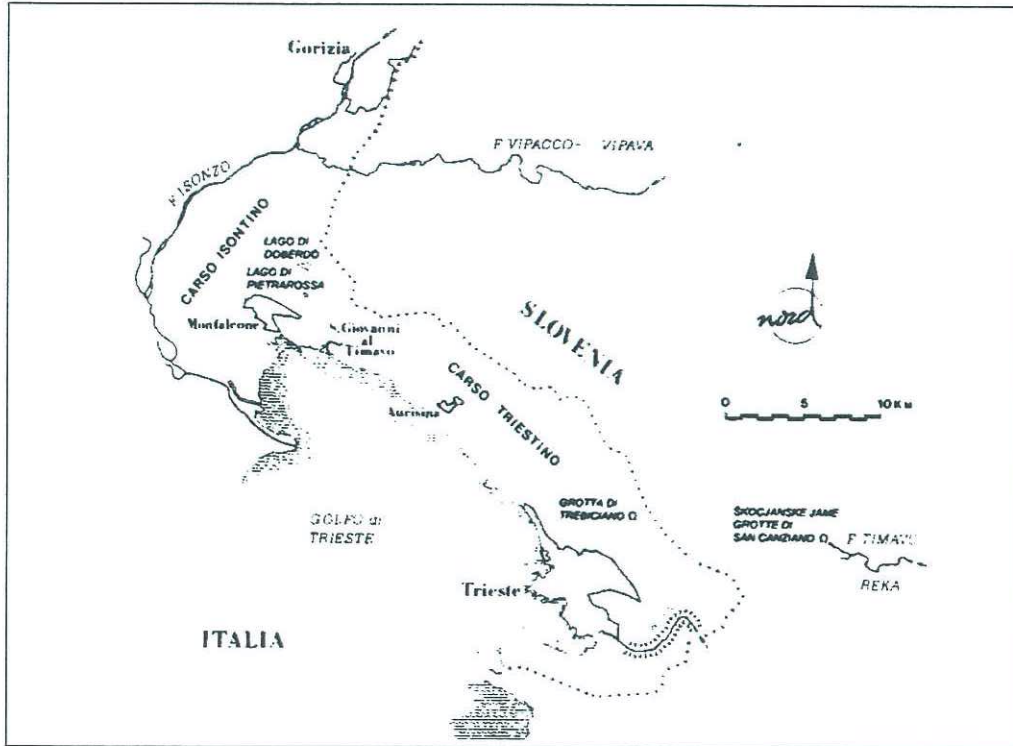 Gorizia
F. VIPACCO - VIPAVA
F. ISONZO
CARSO ISONTINO
LAGO DI
DOBERDO
LAGO DI
PIETRAROSSA
Monfalcone
S. Giovanni
al
Timavo
SLOVENIA
nord
Aurisina
CARSO TRIESTINO
0 5 10 KM
GROTTA DI
TREBICIANO Ω
GOLFO di
TRIESTE
ŠKOCJANSKE JAME
GROTTE DI
SAN CANZIANO Ω
F. TIMAVO
REKA
Trieste
ITALIA